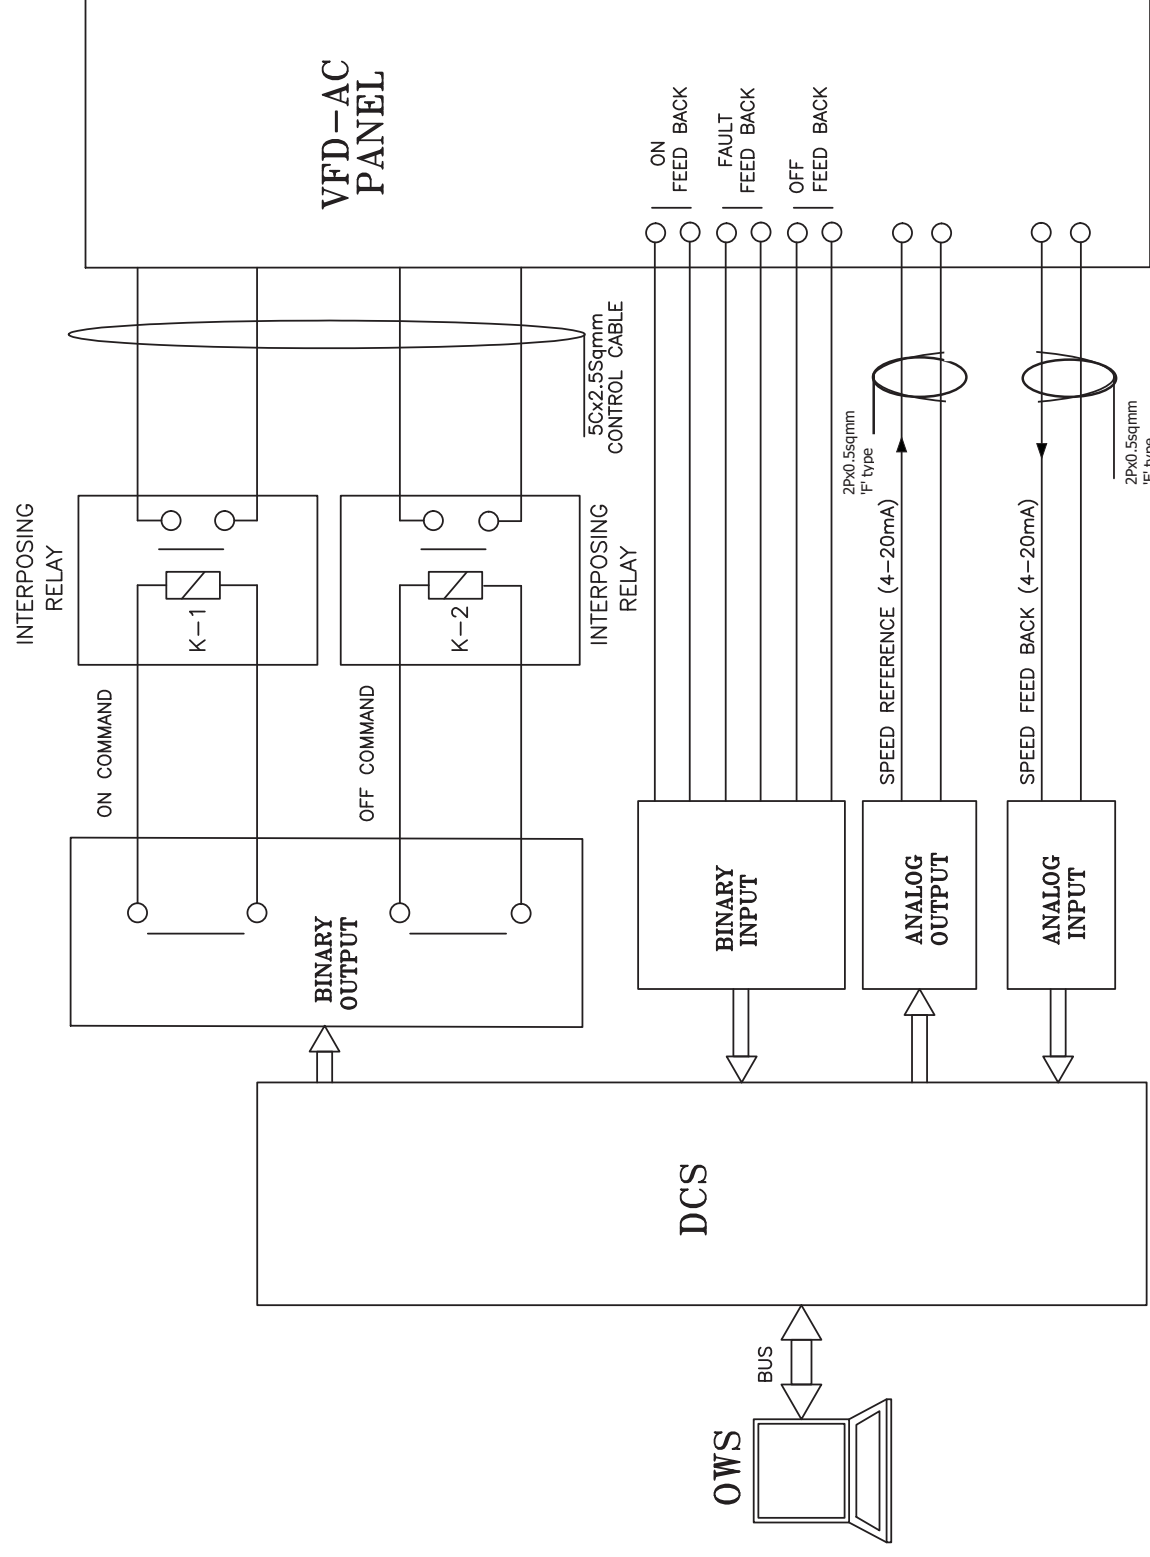 VFD-AC
PANEL
ON
FEED BACK
FAULT
FEED BACK
OFF
FEED BACK
5Cx2.5Sqmm
CONTROL CABLE
2Px0.5sqmm
'F' type
2Px0.5sqmm
'F' type
INTERPOSING
RELAY
K-1
K-2
INTERPOSING
RELAY
ON COMMAND
OFF COMMAND
SPEED REFERENCE (4-20mA)
SPEED FEED BACK (4-20mA)
BINARY
OUTPUT
BINARY
INPUT
ANALOG
OUTPUT
ANALOG
INPUT
DCS
BUS
OWS